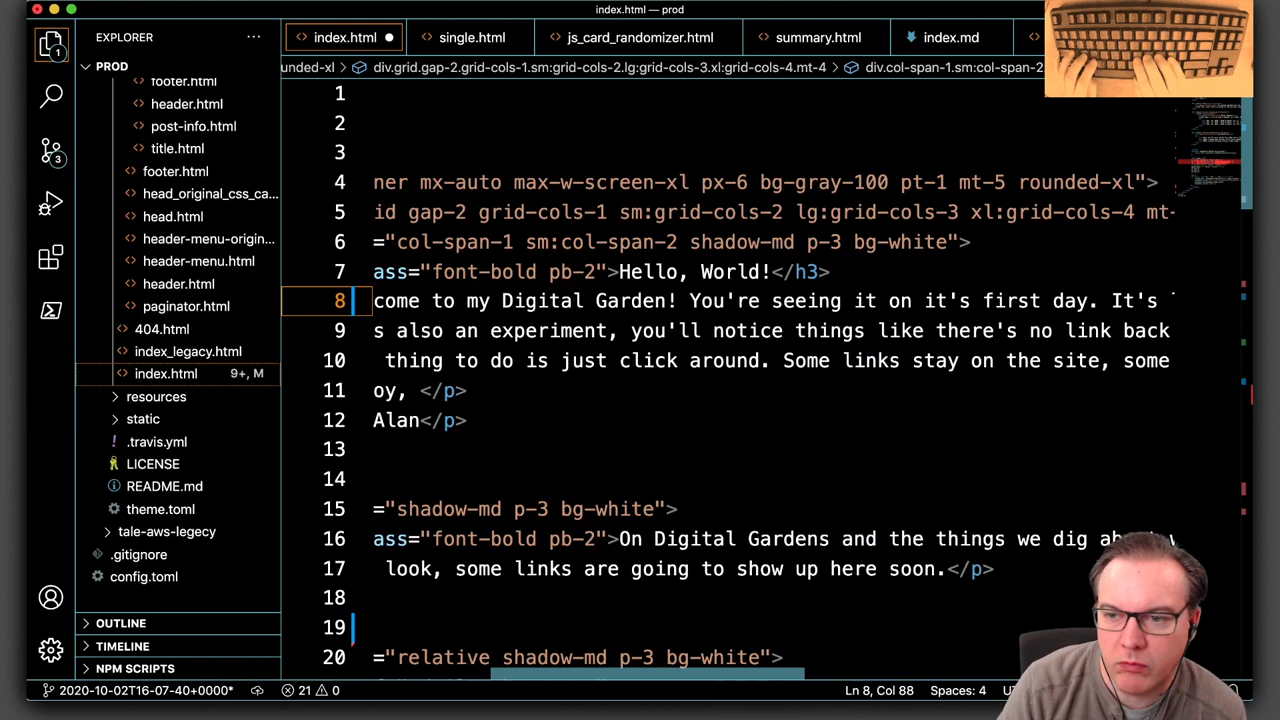 index.html — prod
EXPLORER
index.html
single.html
js_card_randomizer.html
summary.html
index.md
PROD
unded-xl > div.grid.gap-2.grid-cols-1.sm:grid-cols-2.lg:grid-cols-3.xl:grid-cols-4.mt-4 > div.col-span-1.sm:col-span-2.
footer.html
header.html
post-info.html
title.html
footer.html
head_original_css_ca...
head.html
header-menu-origin...
header-menu.html
header.html
paginator.html
404.html
index_legacy.html
index.html 9+, M
resources
static
.travis.yml
LICENSE
README.md
theme.toml
tale-aws-legecy
.gitignore
config.toml
OUTLINE
TIMELINE
NPM SCRIPTS
1
3
1
2
3
4 ner mx-auto max-w-screen-xl px-6 bg-gray-100 pt-1 mt-5 rounded-xl">
5 id gap-2 grid-cols-1 sm:grid-cols-2 lg:grid-cols-3 xl:grid-cols-4 mt-
6 ="col-span-1 sm:col-span-2 shadow-md p-3 bg-white">
7 ass="font-bold pb-2">Hello, World!</h3>
8 come to my Digital Garden! You're seeing it on it's first day. It's
9 s also an experiment, you'll notice things like there's no link back
10 thing to do is just click around. Some links stay on the site, some
11 oy, </p>
12 Alan</p>
13
14
15 ="shadow-md p-3 bg-white">
16 ass="font-bold pb-2">On Digital Gardens and the things we dig
17 look, some links are going to show up here soon.</p>
18
19
20 ="relative shadow-md p-3 bg-white">
2020-10-02T16-07-40+0000* 21 0 Ln 8, Col 88 Spaces: 4